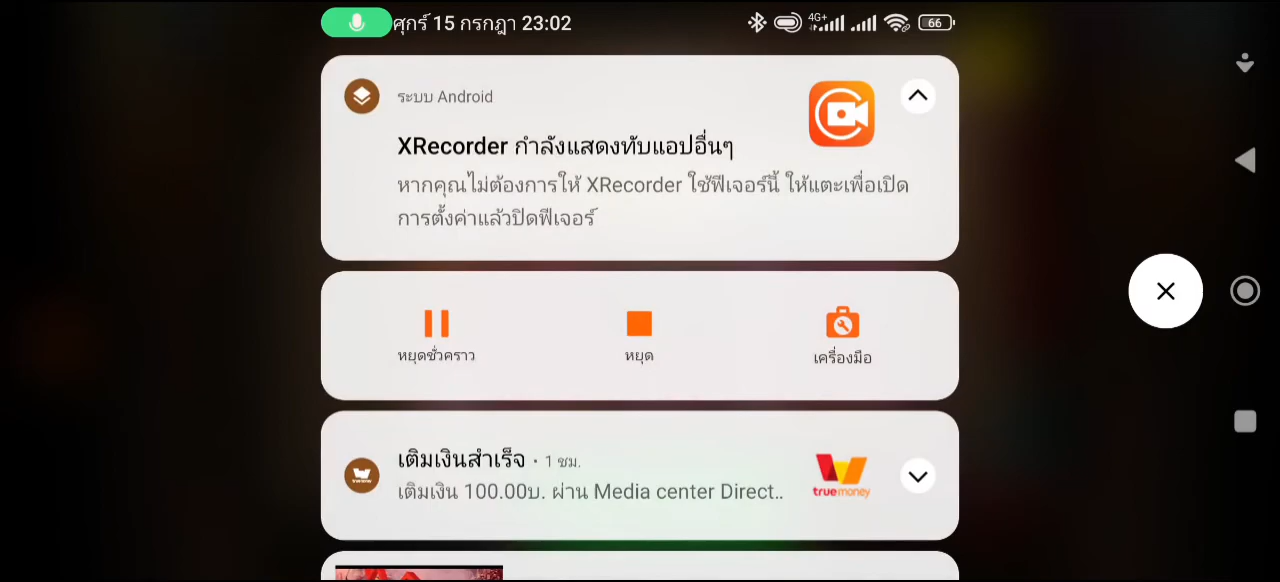 ศุกร์ 15 กรกฎา 23:02
4G+
66
ระบบ Android
XRecorder กำลังแสดงทับแอปอื่นๆ
หากคุณไม่ต้องการให้ XRecorder ใช้ฟีเจอร์นี้ ให้แตะเพื่อเปิด
การตั้งค่าแล้วปิดฟีเจอร์
หยุดชั่วคราว
หยุด
เครื่องมือ
เติมเงินสำเร็จ · 1 ชม.
เติมเงิน 100.00บ. ผ่าน Media center Direct..
truemoney